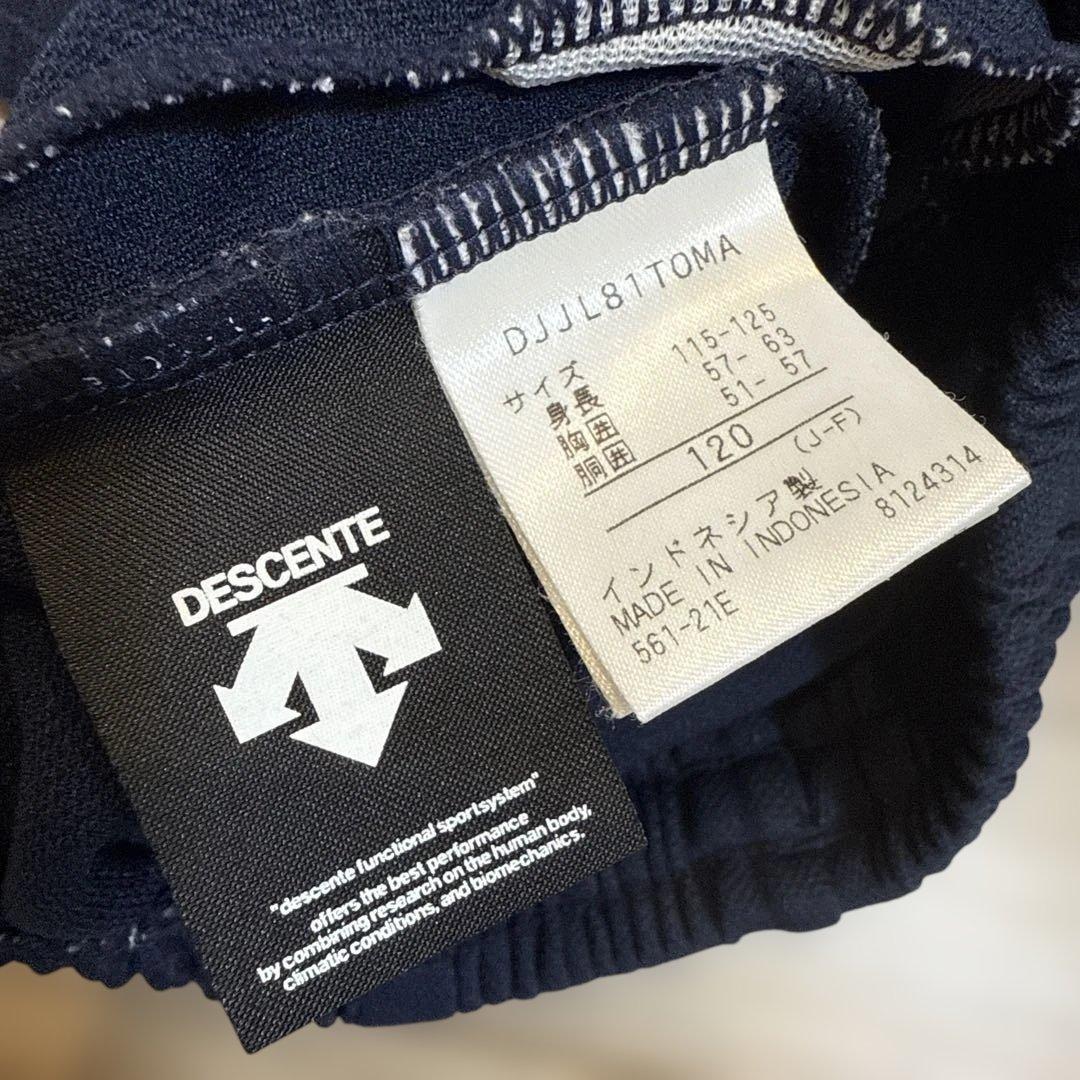 DJJL81TOMA
サイズ
身長 115-125
胸囲 57- 63
胴囲 51- 57
120 (J-F)
インドネシア製
MADE IN INDONESIA
561-21E 8124314
DESCENTE
"descente functional sportsystem"
offers the best performance
by combining research on the human body,
climatic conditions, and biomechanics.